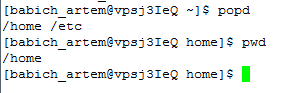 [babich_artem@vpsj3IeQ ~]$ popd
/home /etc
[babich_artem@vpsj3IeQ home]$ pwd
/home
[babich_artem@vpsj3IeQ home]$